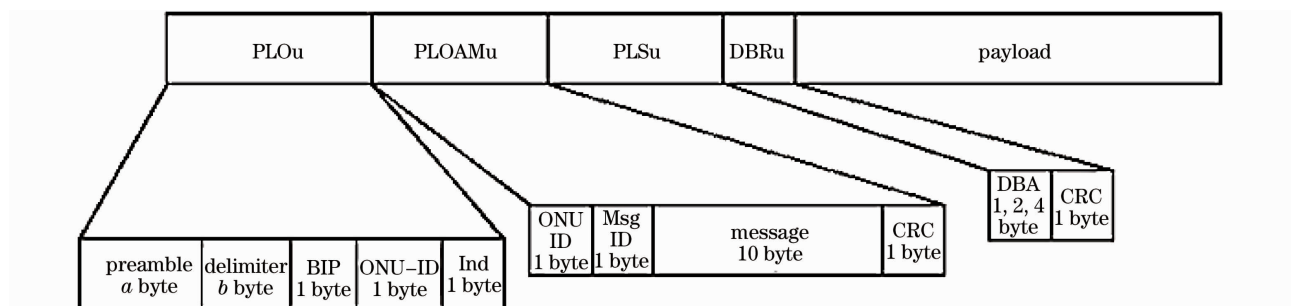 PLOu PLOAMu PLSu DBRu payload
DBA
1, 2, 4
byte
CRC
1 byte
ONU
ID
1 byte
Msg
ID
1 byte
message
10 byte
CRC
1 byte
preamble
a byte
delimiter
b byte
BIP
1 byte
ONU-ID
1 byte
Ind
1 byte